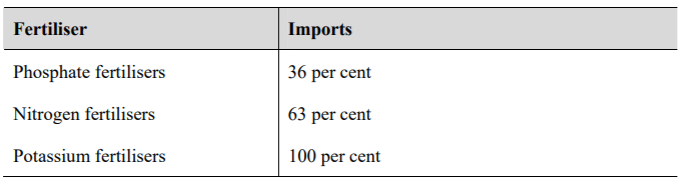 Fertiliser Imports
Phosphate fertilisers 36 per cent
Nitrogen fertilisers 63 per cent
Potassium fertilisers 100 per cent